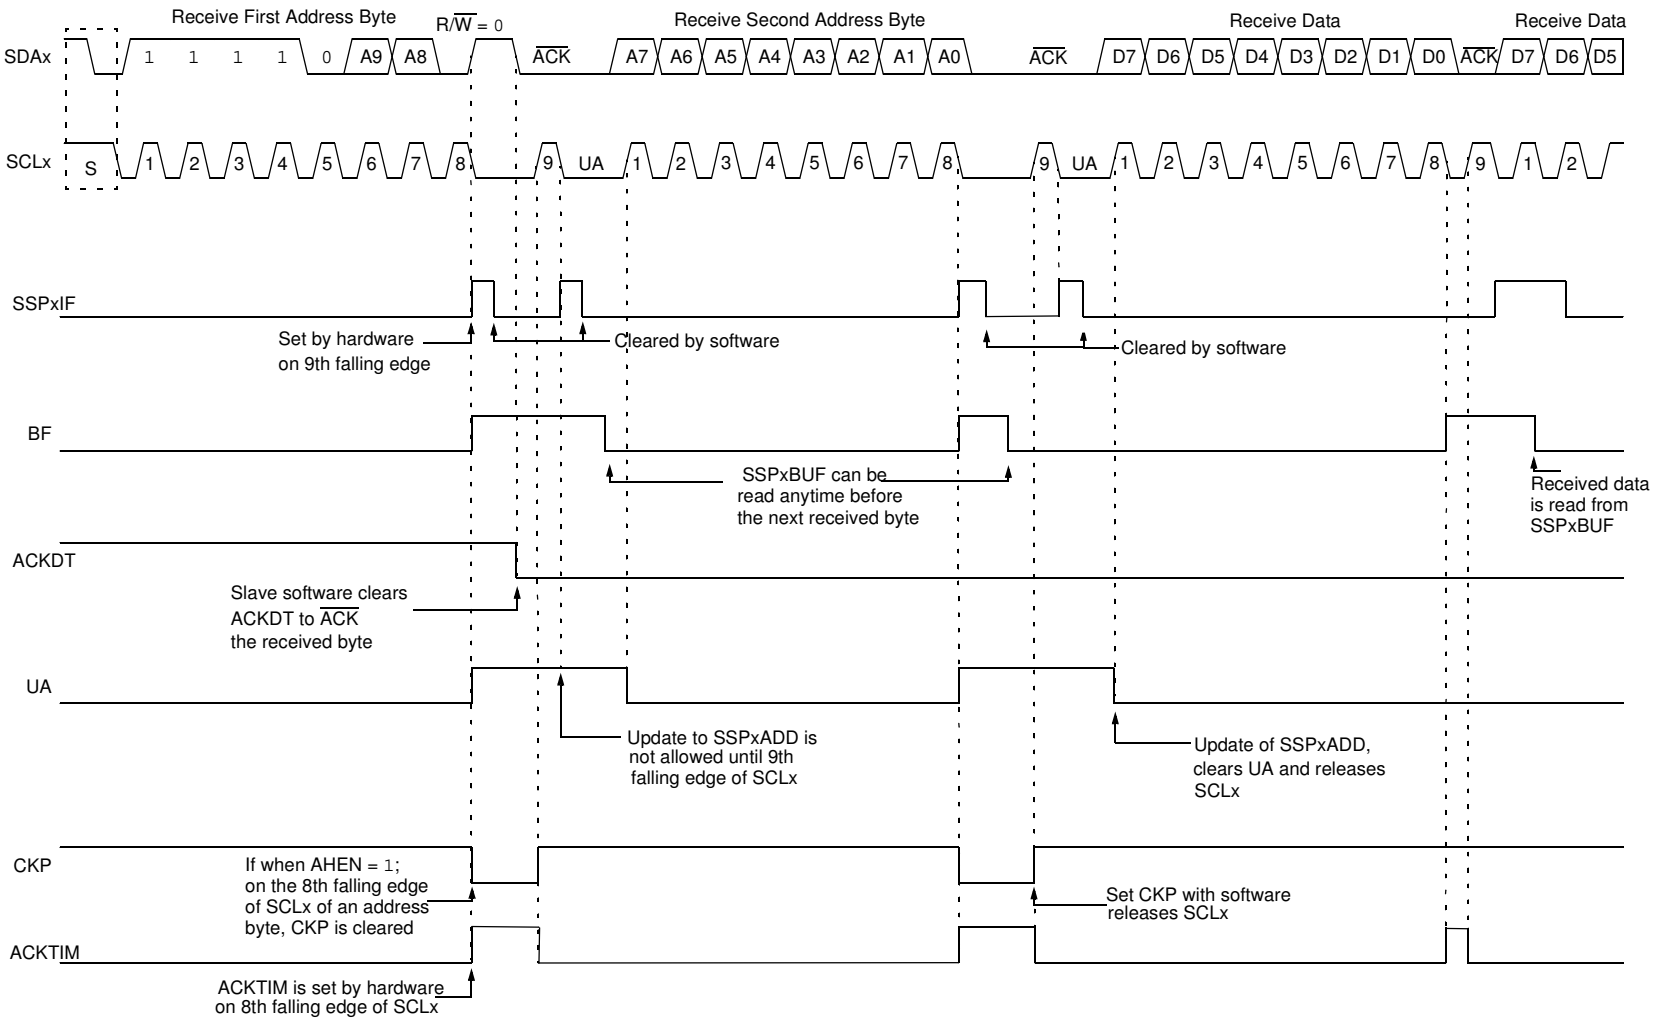 Receive First Address Byte
R/W = 0
Receive Second Address Byte
Receive Data
Receive Data
SDAx
1 1 1 1 0 A9 A8
ACK
A7 A6 A5 A4 A3 A2 A1 A0
ACK
D7 D6 D5 D4 D3 D2 D1 D0
ACK
D7 D6 D5
SCLx
S
1 2 3 4 5 6 7 8
9
UA
1 2 3 4 5 6 7 8
9
UA
1 2 3 4 5 6 7 8
9
1 2
SSPxIF
Set by hardware
on 9th falling edge
Cleared by software
Cleared by software
BF
SSPxBUF can be
read anytime before
the next received byte
Received data
is read from
SSPxBUF
ACKDT
Slave software clears
ACKDT to ACK
the received byte
UA
Update to SSPxADD is
not allowed until 9th
falling edge of SCLx
Update of SSPxADD,
clears UA and releases
SCLx
CKP
If when AHEN = 1;
on the 8th falling edge
of SCLx of an address
byte, CKP is cleared
Set CKP with software
releases SCLx
ACKTIM
ACKTIM is set by hardware
on 8th falling edge of SCLx